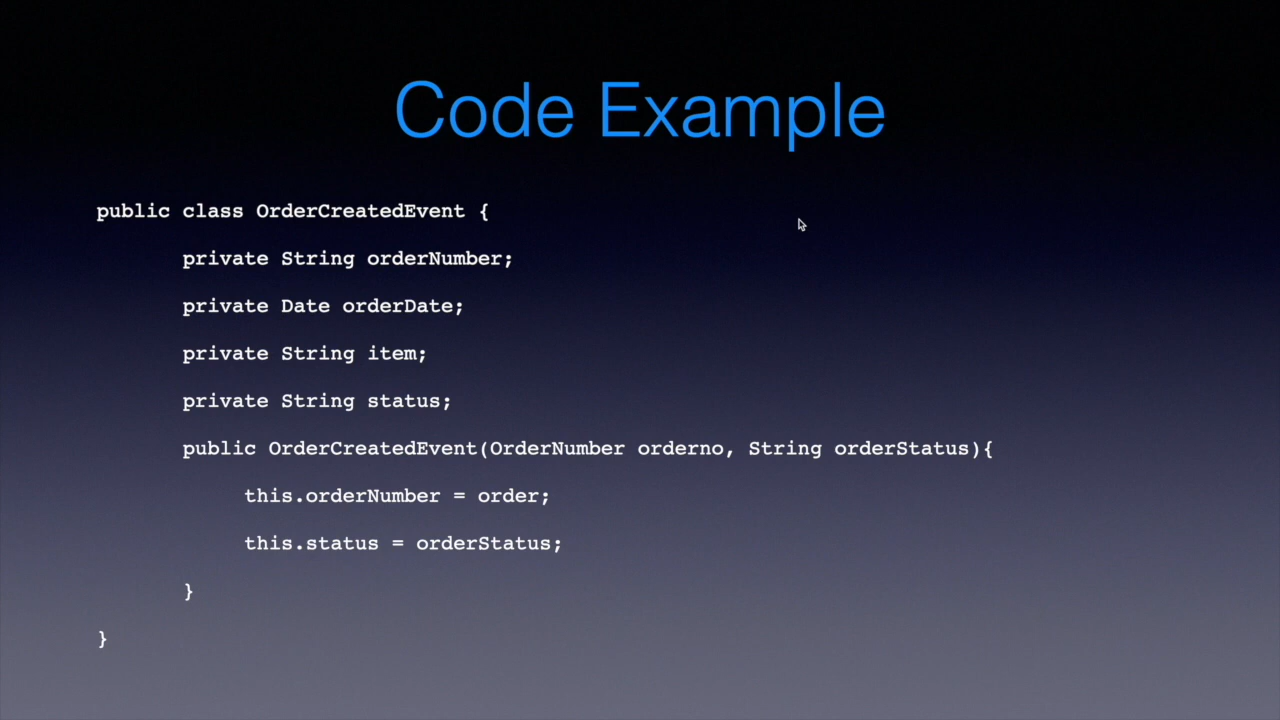 Code Example
public class OrderCreatedEvent {
private String orderNumber;
private Date orderDate;
private String item;
private String status;
public OrderCreatedEvent(OrderNumber orderno, String orderStatus){
this.orderNumber = order;
this.status = orderStatus;
}
}